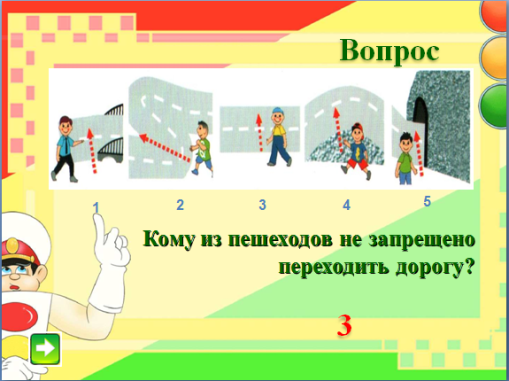 Вопрос
1 2 3 4 5
Кому из пешеходов не запрещено
переходить дорогу?
3